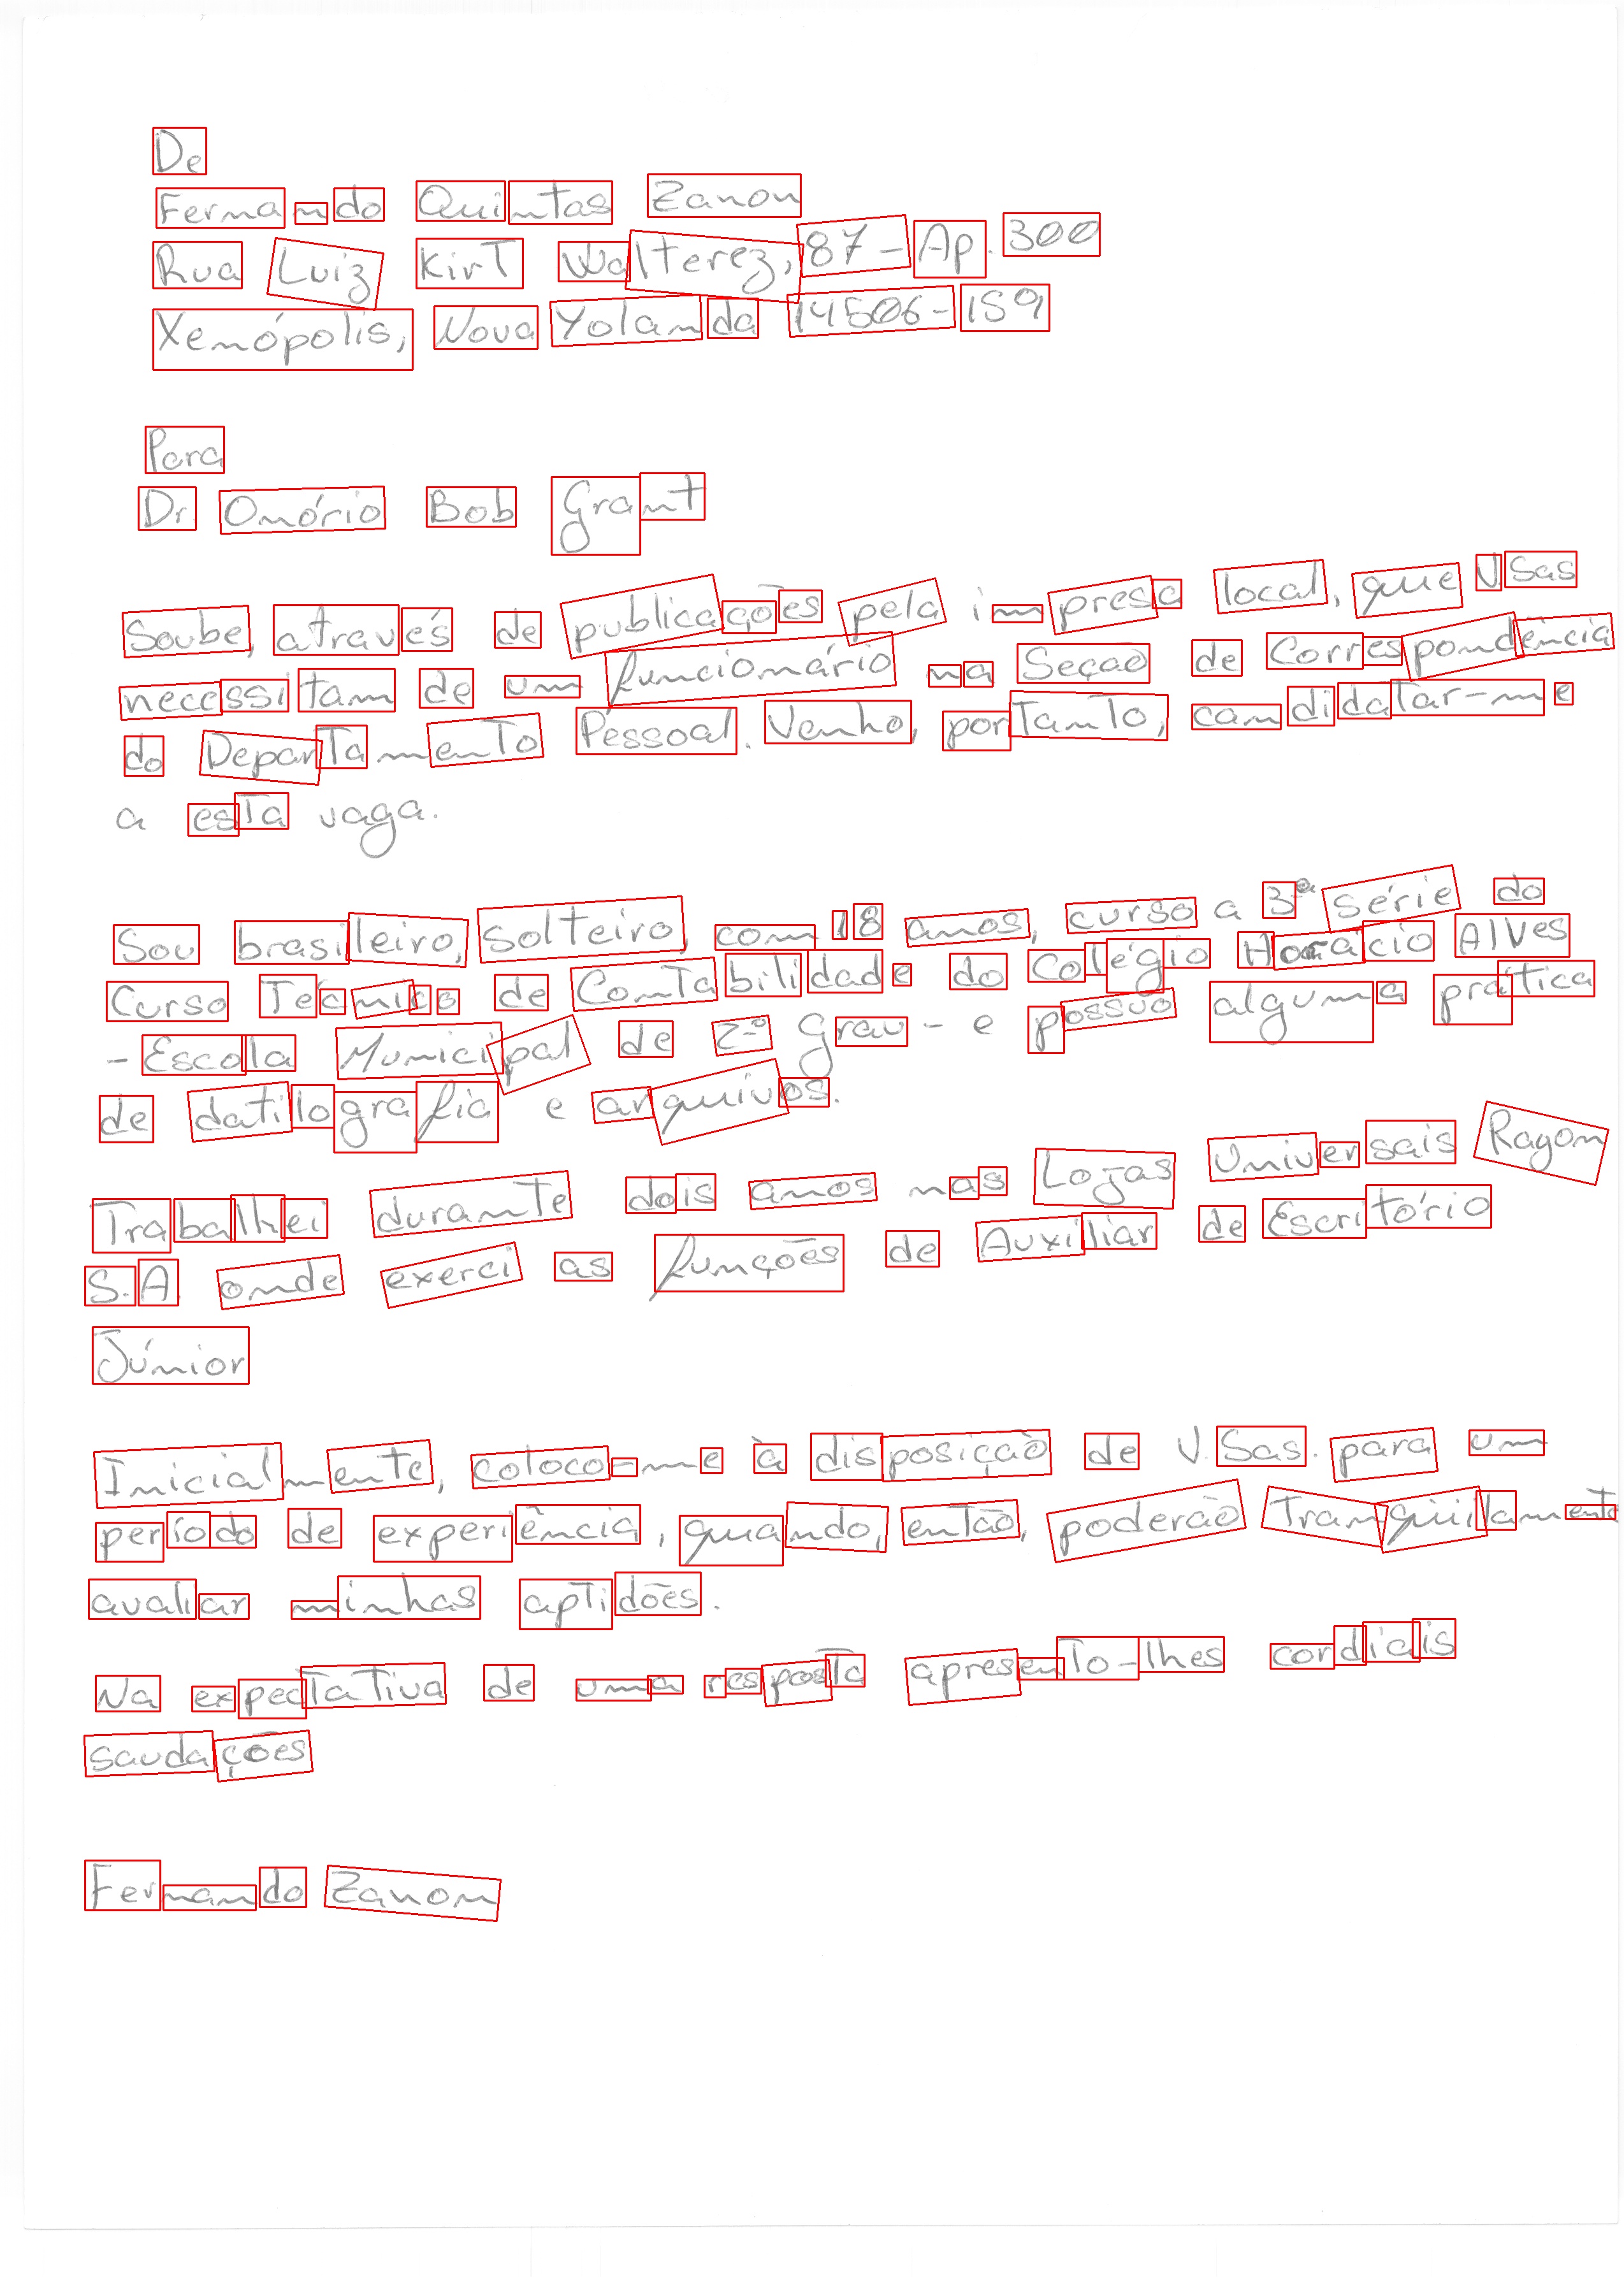 De
Fernando Quintas Zanon
Rua Luiz Kirt Walterez, 87 - Ap. 300
Xenópolis, Nova Yolanda 14506-159
Para
Dr Onório Bob Grant
Soube, através de publicações pela impresa local, que V.Sas
necessitam de um funcionário na Seção de Correspondência
do Departamento Pessoal. Venho, portanto, candidatar-me
a esta vaga.
Sou brasileiro, solteiro, com 18 anos, curso a 3ª série do
Curso Técnico de Contabilidade do Colégio Horácio Alves
- Escola Municipal de 2º Grau - e possuo alguma prática
de datilografia e arquivos.
Trabalhei durante dois anos nas Lojas Universais Ragon
S.A onde exerci as funções de Auxiliar de Escritório
Júnior
Inicialmente, coloco-me à disposição de V.Sas. para um
período de experiência, quando, então, poderão tranqüilamente
avaliar minhas aptidões.
Na expectativa de uma resposta apresento-lhes cordiais
saudações
Fernando Zanon